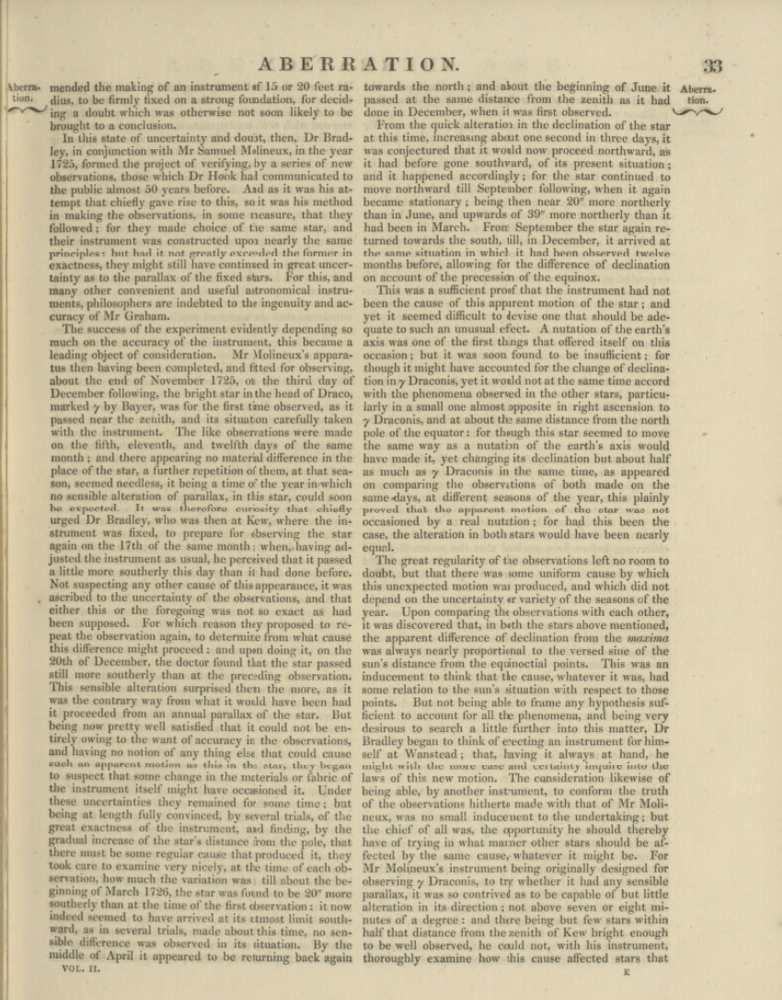 ABERRATION.
33
Aberra-
tion.
mended the making of an instrument of 15 or 20 feet ra-
dius, to be firmly fixed on a strong foundation, for decid-
ing a doubt which was otherwise not soon likely to be
brought to a conclusion.
In this state of uncertainty and doubt, then, Dr Brad-
ley, in conjunction with Mr Samuel Molineux, in the year
1725, formed the project of verifying, by a series of new
observations, those which Dr Hook had communicated to
the public almost 50 years before. And as it was his at-
tempt that chiefly gave rise to this, so it was his method
in making the observations, in some measure, that they
followed; for they made choice of the same star, and
their instrument was constructed upon nearly the same
principles: but had it not greatly exceeded the former in
exactness, they might still have continued in great uncer-
tainty as to the parallax of the fixed stars. For this, and
many other convenient and useful astronomical instru-
ments, philosophers are indebted to the ingenuity and ac-
curacy of Mr Graham.
The success of the experiment evidently depending so
much on the accuracy of the instrument, this became a
leading object of consideration. Mr Molineux's appara-
tus then having been completed, and fitted for observing,
about the end of November 1725, on the third day of
December following, the bright star in the head of Draco,
marked γ by Bayer, was for the first time observed, as it
passed near the zenith, and its situation carefully taken
with the instrument. The like observations were made
on the fifth, eleventh, and twelfth days of the same
month; and there appearing no material difference in the
place of the star, a further repetition of them, at that sea-
son, seemed needless, it being a time of the year in which
no sensible alteration of parallax, in this star, could soon
be expected. It was therefore curiosity that chiefly
urged Dr Bradley, who was then at Kew, where the in-
strument was fixed, to prepare for observing the star
again on the 17th of the same month; when, having ad-
justed the instrument as usual, he perceived that it passed
a little more southerly this day than it had done before.
Not suspecting any other cause of this appearance, it was
ascribed to the uncertainty of the observations, and that
either this or the foregoing was not so exact as had
been supposed. For which reason they proposed to re-
peat the observation again, to determine from what cause
this difference might proceed: and upon doing it, on the
20th of December, the doctor found that the star passed
still more southerly than at the preceding observation.
This sensible alteration surprised them the more, as it
was the contrary way from what it would have been had
it proceeded from an annual parallax of the star. But
being now pretty well satisfied that it could not be en-
tirely owing to the want of accuracy in the observations,
and having no notion of any thing else that could cause
such an apparent motion as this in the star, they began
to suspect that some change in the materials or fabric of
the instrument itself might have occasioned it. Under
these uncertainties they remained for some time; but
being at length fully convinced, by several trials, of the
great exactness of the instrument, and finding, by the
gradual increase of the star's distance from the pole, that
there must be some regular cause that produced it, they
took care to examine very nicely, at the time of each ob-
servation, how much the variation was: till about the be-
ginning of March 1726, the star was found to be 20″ more
southerly than at the time of the first observation: it now
indeed seemed to have arrived at its utmost limit south-
ward, as in several trials, made about this time, no sen-
sible difference was observed in its situation. By the
middle of April it appeared to be returning back again
VOL. II.
towards the north; and about the beginning of June it
passed at the same distance from the zenith as it had
done in December, when it was first observed.
From the quick alteration in the declination of the star
at this time, increasing about one second in three days, it
was conjectured that it would now proceed northward, as
it had before gone southward, of its present situation;
and it happened accordingly; for the star continued to
move northward till September following, when it again
became stationary; being then near 20″ more northerly
than in June, and upwards of 39″ more northerly than it
had been in March. From September the star again re-
turned towards the south, till, in December, it arrived at
the same situation in which it had been observed twelve
months before, allowing for the difference of declination
on account of the precession of the equinox.
This was a sufficient proof that the instrument had not
been the cause of this apparent motion of the star; and
yet it seemed difficult to devise one that should be ade-
quate to such an unusual effect. A nutation of the earth's
axis was one of the first things that offered itself on this
occasion; but it was soon found to be insufficient; for
though it might have accounted for the change of declina-
tion in γ Draconis, yet it would not at the same time accord
with the phenomena observed in the other stars, particu-
larly in a small one almost opposite in right ascension to
γ Draconis, and at about the same distance from the north
pole of the equator: for though this star seemed to move
the same way as a nutation of the earth's axis would
have made it, yet changing its declination but about half
as much as γ Draconis in the same time, as appeared
on comparing the observations of both made on the
same days, at different seasons of the year, this plainly
proved that the apparent motion of the star was not
occasioned by a real nutation; for had this been the
case, the alteration in both stars would have been nearly
equal.
The great regularity of the observations left no room to
doubt, but that there was some uniform cause by which
this unexpected motion was produced, and which did not
depend on the uncertainty or variety of the seasons of the
year. Upon comparing the observations with each other,
it was discovered that, in both the stars above mentioned,
the apparent difference of declination from the maxima
was always nearly proportional to the versed sine of the
sun's distance from the equinoctial points. This was an
inducement to think that the cause, whatever it was, had
some relation to the sun's situation with respect to those
points. But not being able to frame any hypothesis suf-
ficient to account for all the phenomena, and being very
desirous to search a little further into this matter, Dr
Bradley began to think of erecting an instrument for him-
self at Wanstead; that, having it always at hand, he
might with the more ease and certainty inquire into the
laws of this new motion. The consideration likewise of
being able, by another instrument, to conform the truth
of the observations hitherto made with that of Mr Moli-
neux, was no small inducement to the undertaking; but
the chief of all was, the opportunity he should thereby
have of trying in what manner other stars should be af-
fected by the same cause, whatever it might be. For
Mr Molineux's instrument being originally designed for
observing γ Draconis, to try whether it had any sensible
parallax, it was so contrived as to be capable of but little
alteration in its direction; not above seven or eight mi-
nutes of a degree: and there being but few stars within
half that distance from the zenith of Kew bright enough
to be well observed, he could not, with his instrument,
thoroughly examine how this cause affected stars that
E
Aberra-
tion.